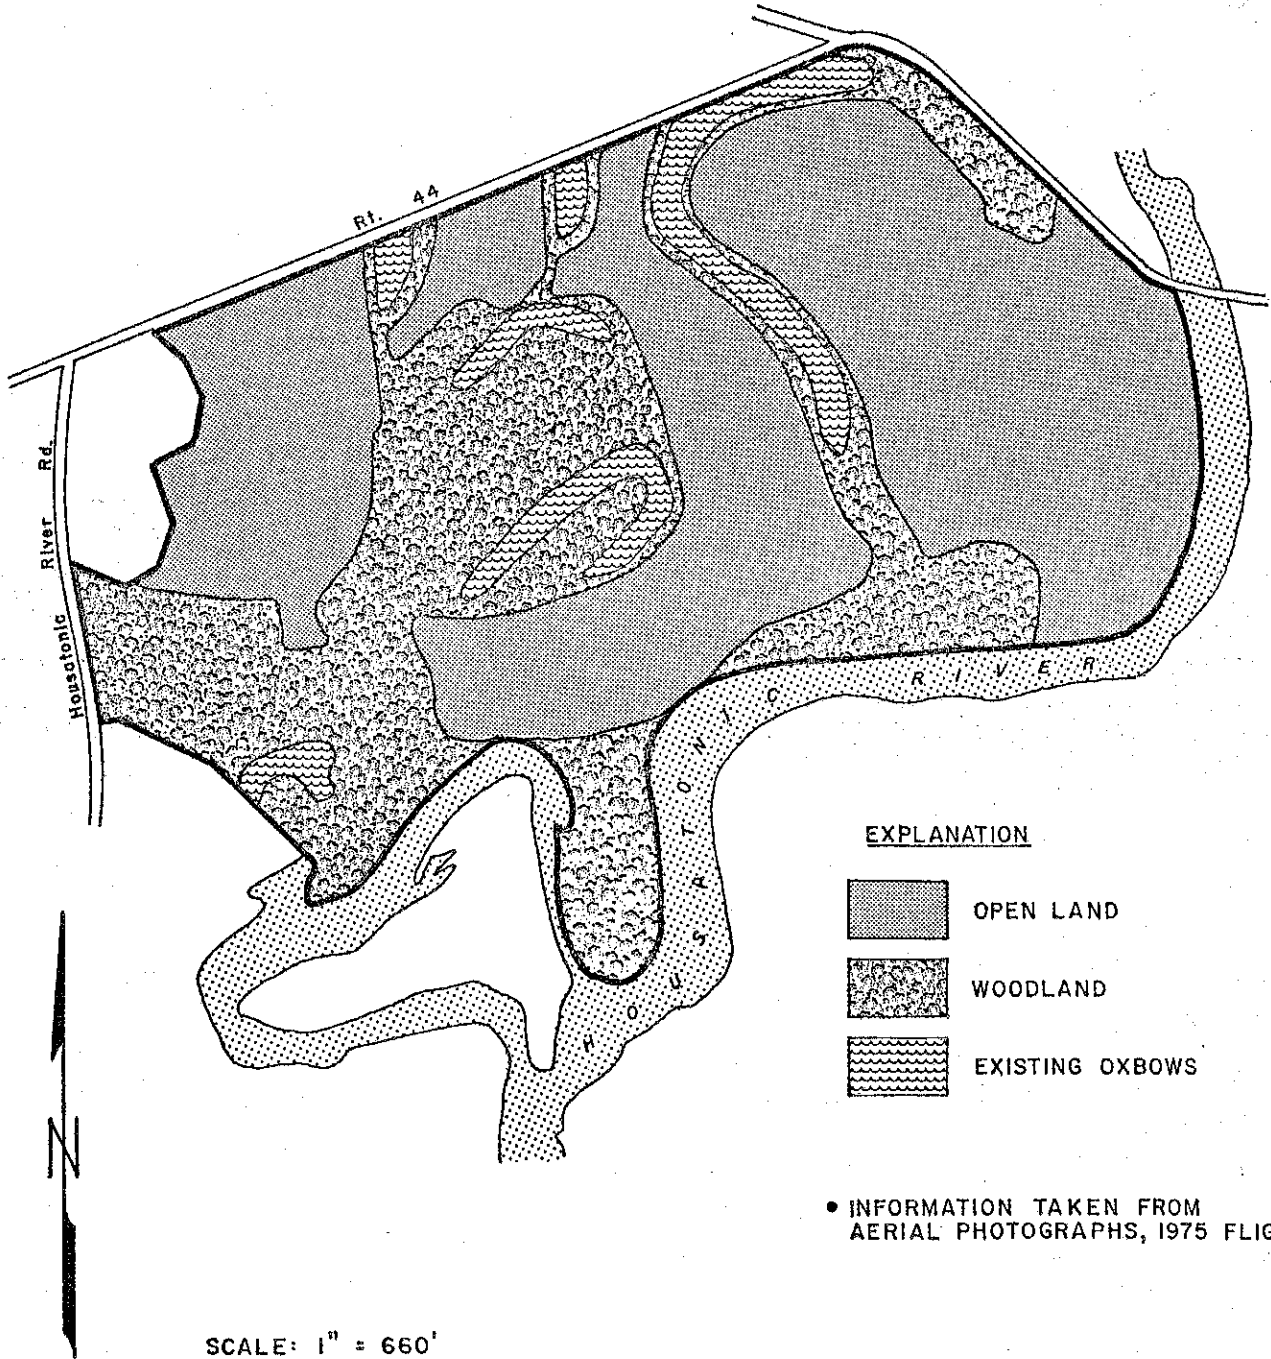 Rt. 44
Housatonic River Rd.
HOUSATONIC RIVER
EXPLANATION
OPEN LAND
WOODLAND
EXISTING OXBOWS
N
• INFORMATION TAKEN FROM
AERIAL PHOTOGRAPHS, 1975 FLIG
SCALE: 1" = 660'